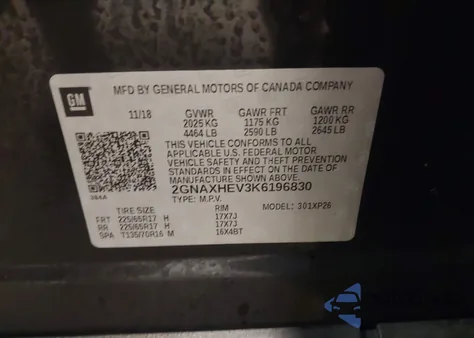 GM
MFD BY GENERAL MOTORS OF CANADA COMPANY
11/18 GVWR GAWR FRT GAWR RR
2025 KG 1175 KG 1200 KG
4464 LB 2590 LB 2645 LB
THIS VEHICLE CONFORMS TO ALL
APPLICABLE U.S. FEDERAL MOTOR
VEHICLE SAFETY AND THEFT PREVENTION
STANDARDS IN EFFECT ON THE DATE OF
MANUFACTURE SHOWN ABOVE.
2GNAXHEV3K6196830
TYPE: M.P.V. MODEL: 301XP26
TIRE SIZE RIM
FRT 225/65R17 H 17X7J
RR 225/65R17 H 17X7J
SPA T135/70R16 M 16X4BT